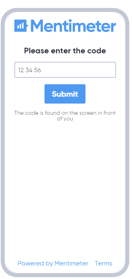 Mentimeter
Please enter the code
12 34 56
Submit
The code is found on the screen in front
of you
Powered by Mentimeter Terms